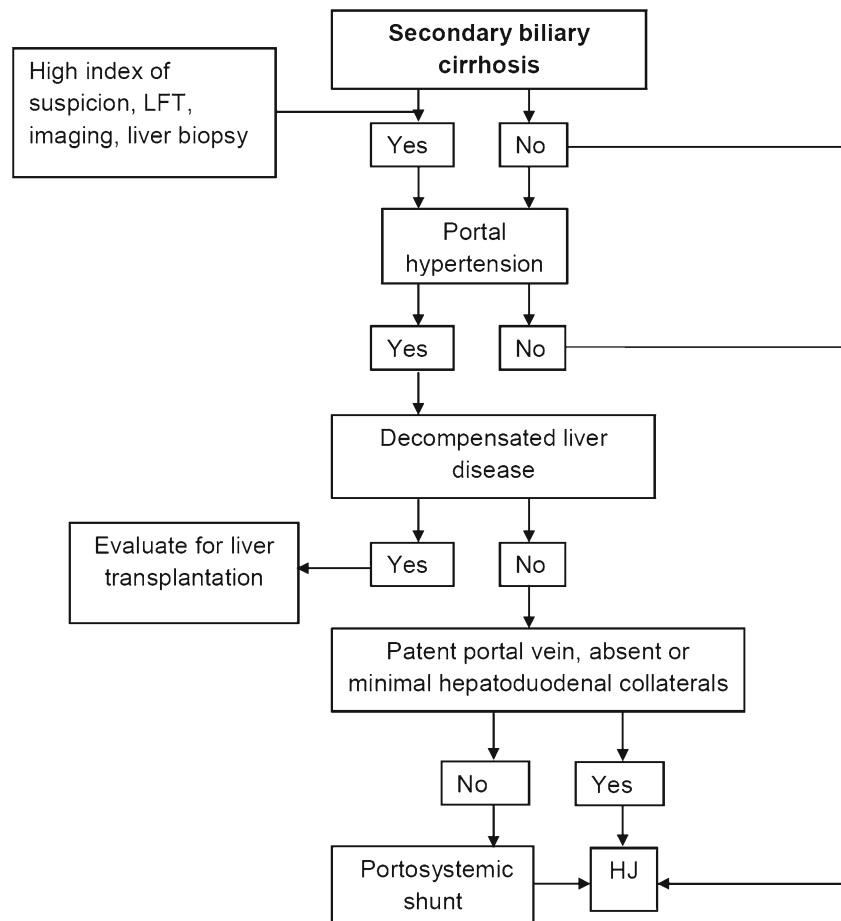 Secondary biliary
cirrhosis
High index of
suspicion, LFT,
imaging, liver biopsy
Yes
No
Portal
hypertension
Yes
No
Decompensated liver
disease
Evaluate for liver
transplantation
Yes
No
Patent portal vein, absent or
minimal hepatoduodenal collaterals
No
Yes
Portosystemic
shunt
HJ